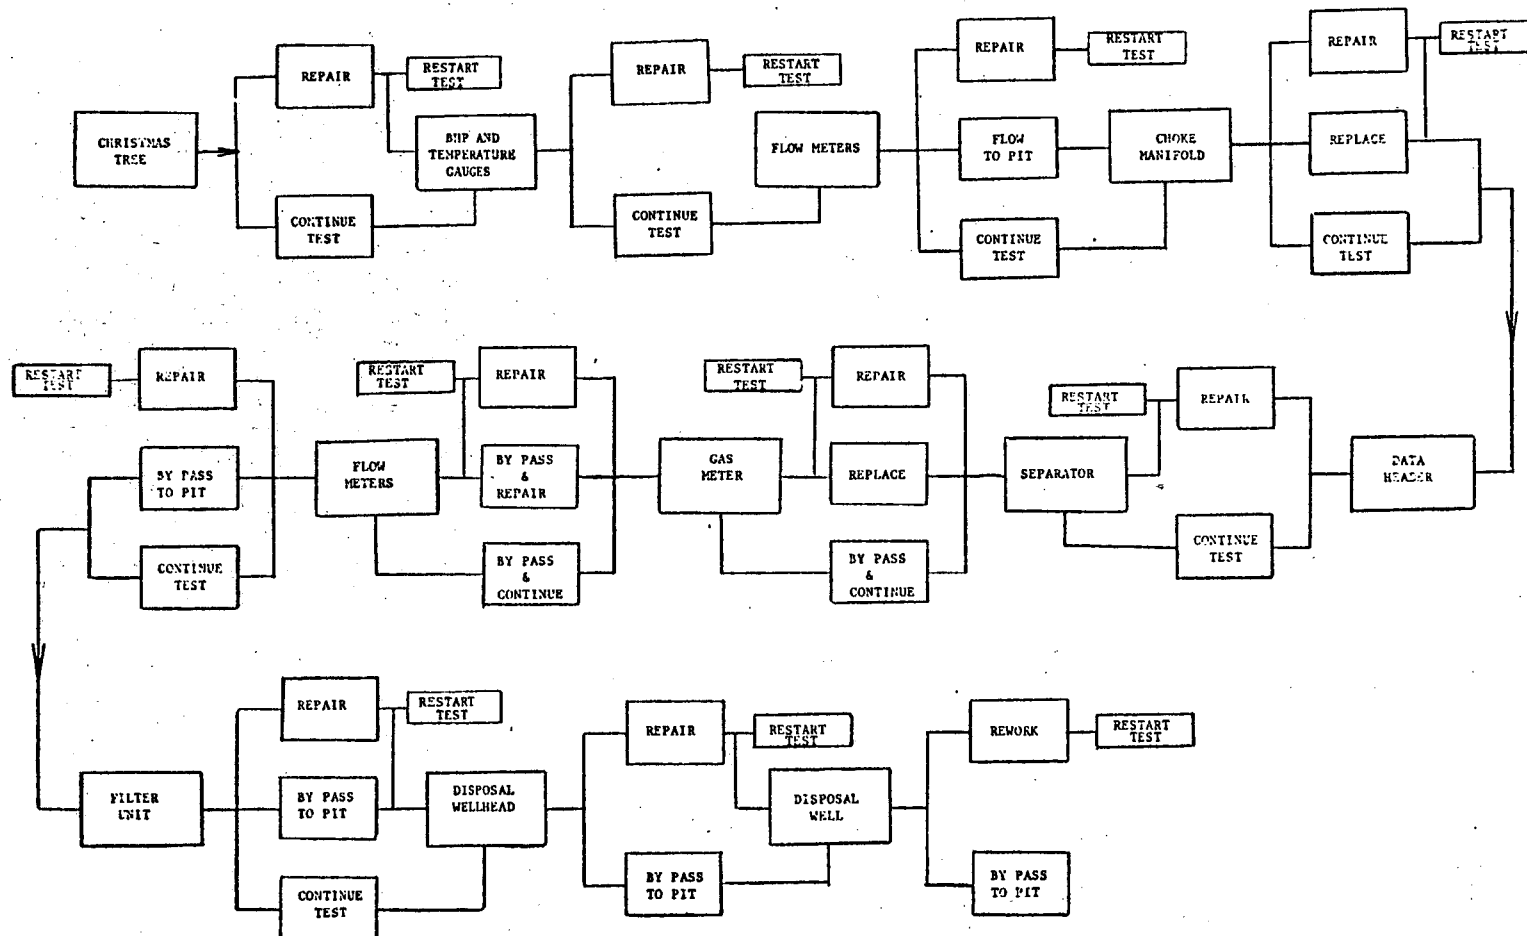 CHRISTMAS
TREE
REPAIR
RESTART
TEST
CONTINUE
TEST
BHP AND
TEMPERATURE
GAUGES
REPAIR
RESTART
TEST
CONTINUE
TEST
FLOW METERS
REPAIR
RESTART
TEST
FLOW
TO PIT
CONTINUE
TEST
CHOKE
MANIFOLD
REPAIR
RESTART
TEST
REPLACE
CONTINUE
TEST
RESTART
TEST
REPAIR
BY PASS
TO PIT
CONTINUE
TEST
FLOW
METERS
RESTART
TEST
REPAIR
BY PASS
&
REPAIR
BY PASS
&
CONTINUE
GAS
METER
RESTART
TEST
REPAIR
REPLACE
BY PASS
&
CONTINUE
SEPARATOR
RESTART
TEST
REPAIR
CONTINUE
TEST
DATA
HEADER
FILTER
UNIT
REPAIR
RESTART
TEST
BY PASS
TO PIT
CONTINUE
TEST
DISPOSAL
WELLHEAD
REPAIR
RESTART
TEST
BY PASS
TO PIT
DISPOSAL
WELL
REWORK
RESTART
TEST
BY PASS
TO PIT